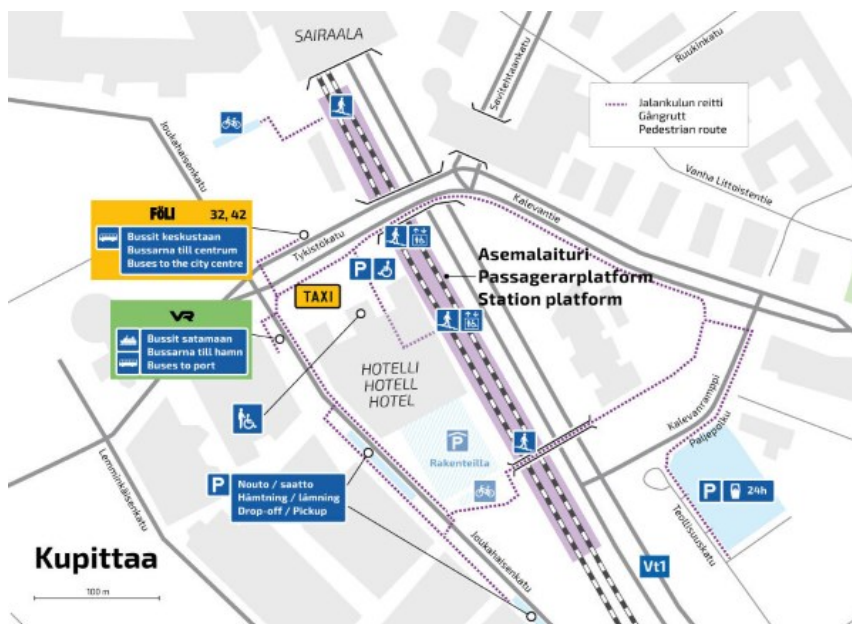 SAIRAALA
Savitehtaankatu
Ruukinkatu
Jalankulun reitti
Gångrutt
Pedestrian route
Joukahaisenkatu
Vanha Littoistentie
FÖLI 32, 42
Bussit keskustaan
Bussarna till centrum
Buses to the city centre
Tykistökatu
Kalevantie
P
TAXI
Asemalaituri
Passagerarplatform
Station platform
VR
Bussit satamaan
Bussarna till hamn
Buses to port
HOTELLI
HOTELL
HOTEL
Kalevanramppi
Paljepolku
P
Rakenteilla
Lemminkäisenkatu
P
Nouto / saatto
Hämtning / lämning
Drop-off / Pickup
P 24h
Teollisuuskatu
Joukahaisenkatu
Kupittaa
Vt1
100 m